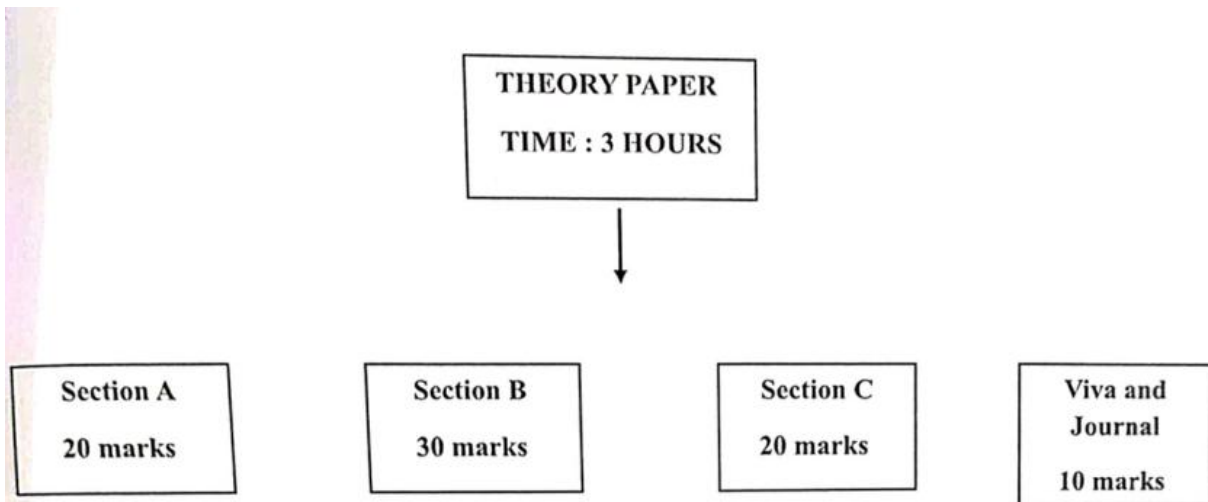 THEORY PAPER
TIME : 3 HOURS
Section A
20 marks
Section B
30 marks
Section C
20 marks
Viva and
Journal
10 marks